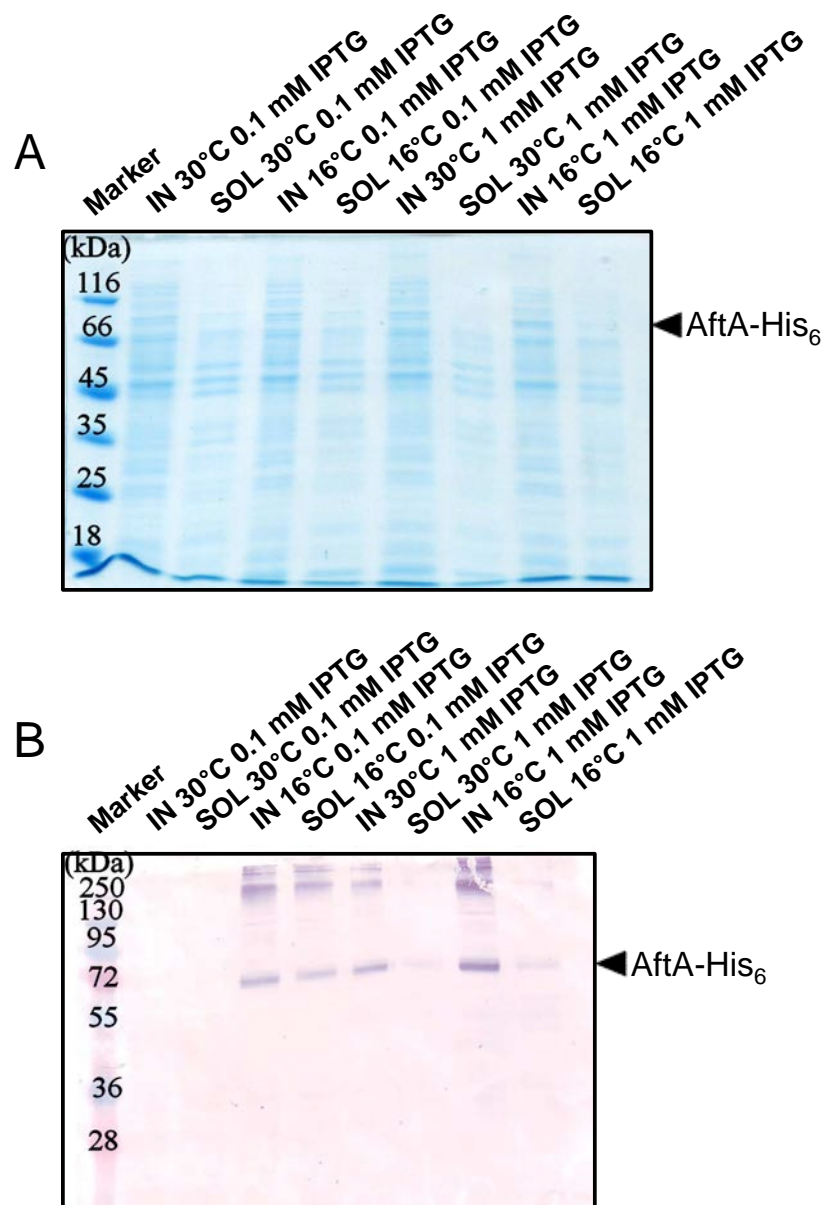 A
Marker
IN 30°C 0.1 mM IPTG
SOL 30°C 0.1 mM IPTG
IN 16°C 0.1 mM IPTG
SOL 16°C 0.1 mM IPTG
IN 30°C 1 mM IPTG
SOL 30°C 1 mM IPTG
IN 16°C 1 mM IPTG
SOL 16°C 1 mM IPTG
(kDa)
116
66
45
35
25
18
AftA-His₆
B
Marker
IN 30°C 0.1 mM IPTG
SOL 30°C 0.1 mM IPTG
IN 16°C 0.1 mM IPTG
SOL 16°C 0.1 mM IPTG
IN 30°C 1 mM IPTG
SOL 30°C 1 mM IPTG
IN 16°C 1 mM IPTG
SOL 16°C 1 mM IPTG
(kDa)
250
130
95
72
55
36
28
AftA-His₆